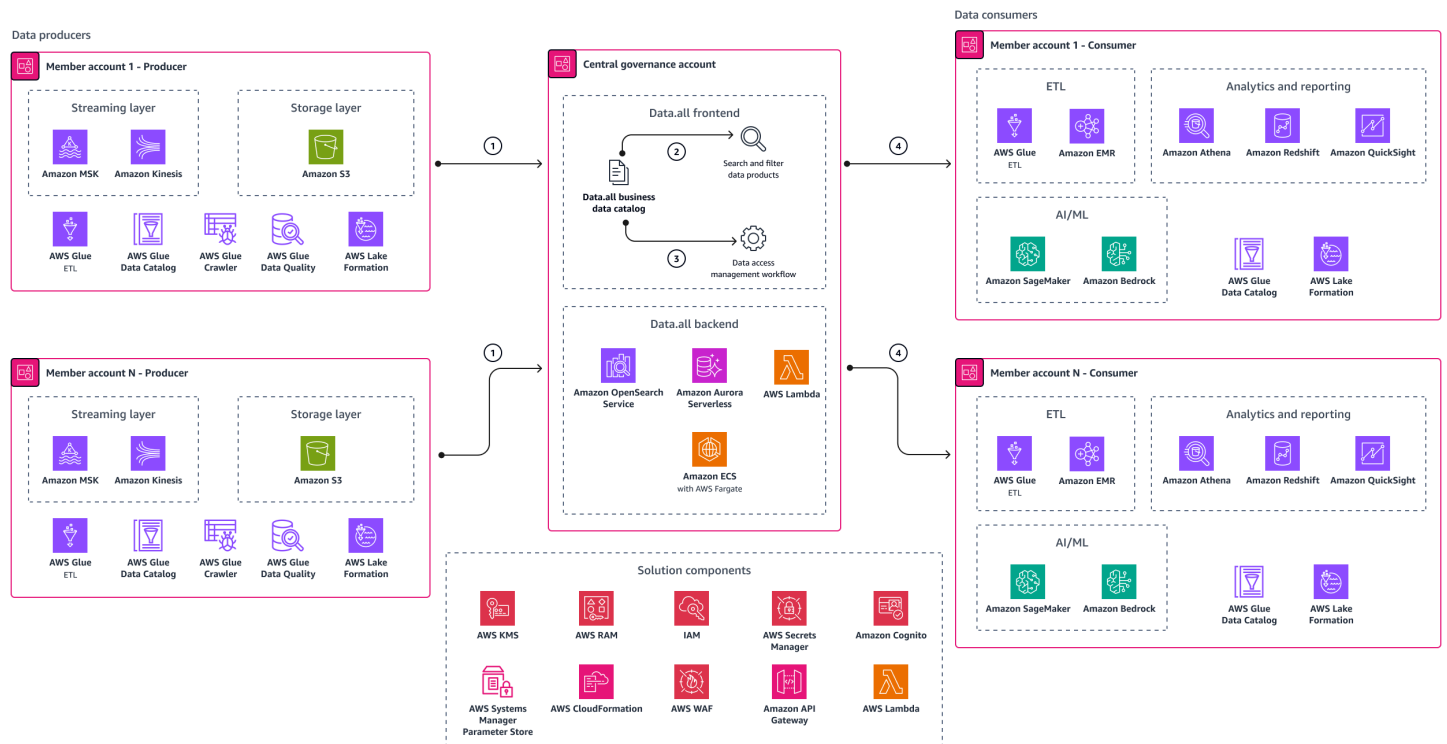 Data producers
Member account 1 - Producer
Streaming layer
Amazon MSK
Amazon Kinesis
Storage layer
Amazon S3
AWS Glue
ETL
AWS Glue
Data Catalog
AWS Glue
Crawler
AWS Glue
Data Quality
AWS Lake
Formation
1
Member account N - Producer
Streaming layer
Amazon MSK
Amazon Kinesis
Storage layer
Amazon S3
AWS Glue
ETL
AWS Glue
Data Catalog
AWS Glue
Crawler
AWS Glue
Data Quality
AWS Lake
Formation
1
Central governance account
Data.all frontend
Data.all business
data catalog
2
Search and filter
data products
3
Data access
management workflow
Data.all backend
Amazon OpenSearch
Service
Amazon Aurora
Serverless
AWS Lambda
Amazon ECS
with AWS Fargate
Solution components
AWS KMS
AWS RAM
IAM
AWS Secrets
Manager
Amazon Cognito
AWS Systems
Manager
Parameter Store
AWS CloudFormation
AWS WAF
Amazon API
Gateway
AWS Lambda
4
Data consumers
Member account 1 - Consumer
ETL
AWS Glue
ETL
Amazon EMR
Analytics and reporting
Amazon Athena
Amazon Redshift
Amazon QuickSight
AI/ML
Amazon SageMaker
Amazon Bedrock
AWS Glue
Data Catalog
AWS Lake
Formation
4
Member account N - Consumer
ETL
AWS Glue
ETL
Amazon EMR
Analytics and reporting
Amazon Athena
Amazon Redshift
Amazon QuickSight
AI/ML
Amazon SageMaker
Amazon Bedrock
AWS Glue
Data Catalog
AWS Lake
Formation